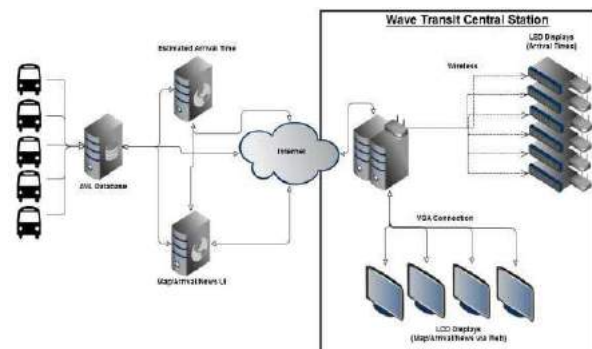 Wave Transit Central Station
LED Displays
(Arrival Times)
Estimated Arrival Time
Wireless
Internet
AVL Database
VGA Connection
Map/Arrival/News UI
LCD Displays
(Map/Arrival/News via Web)